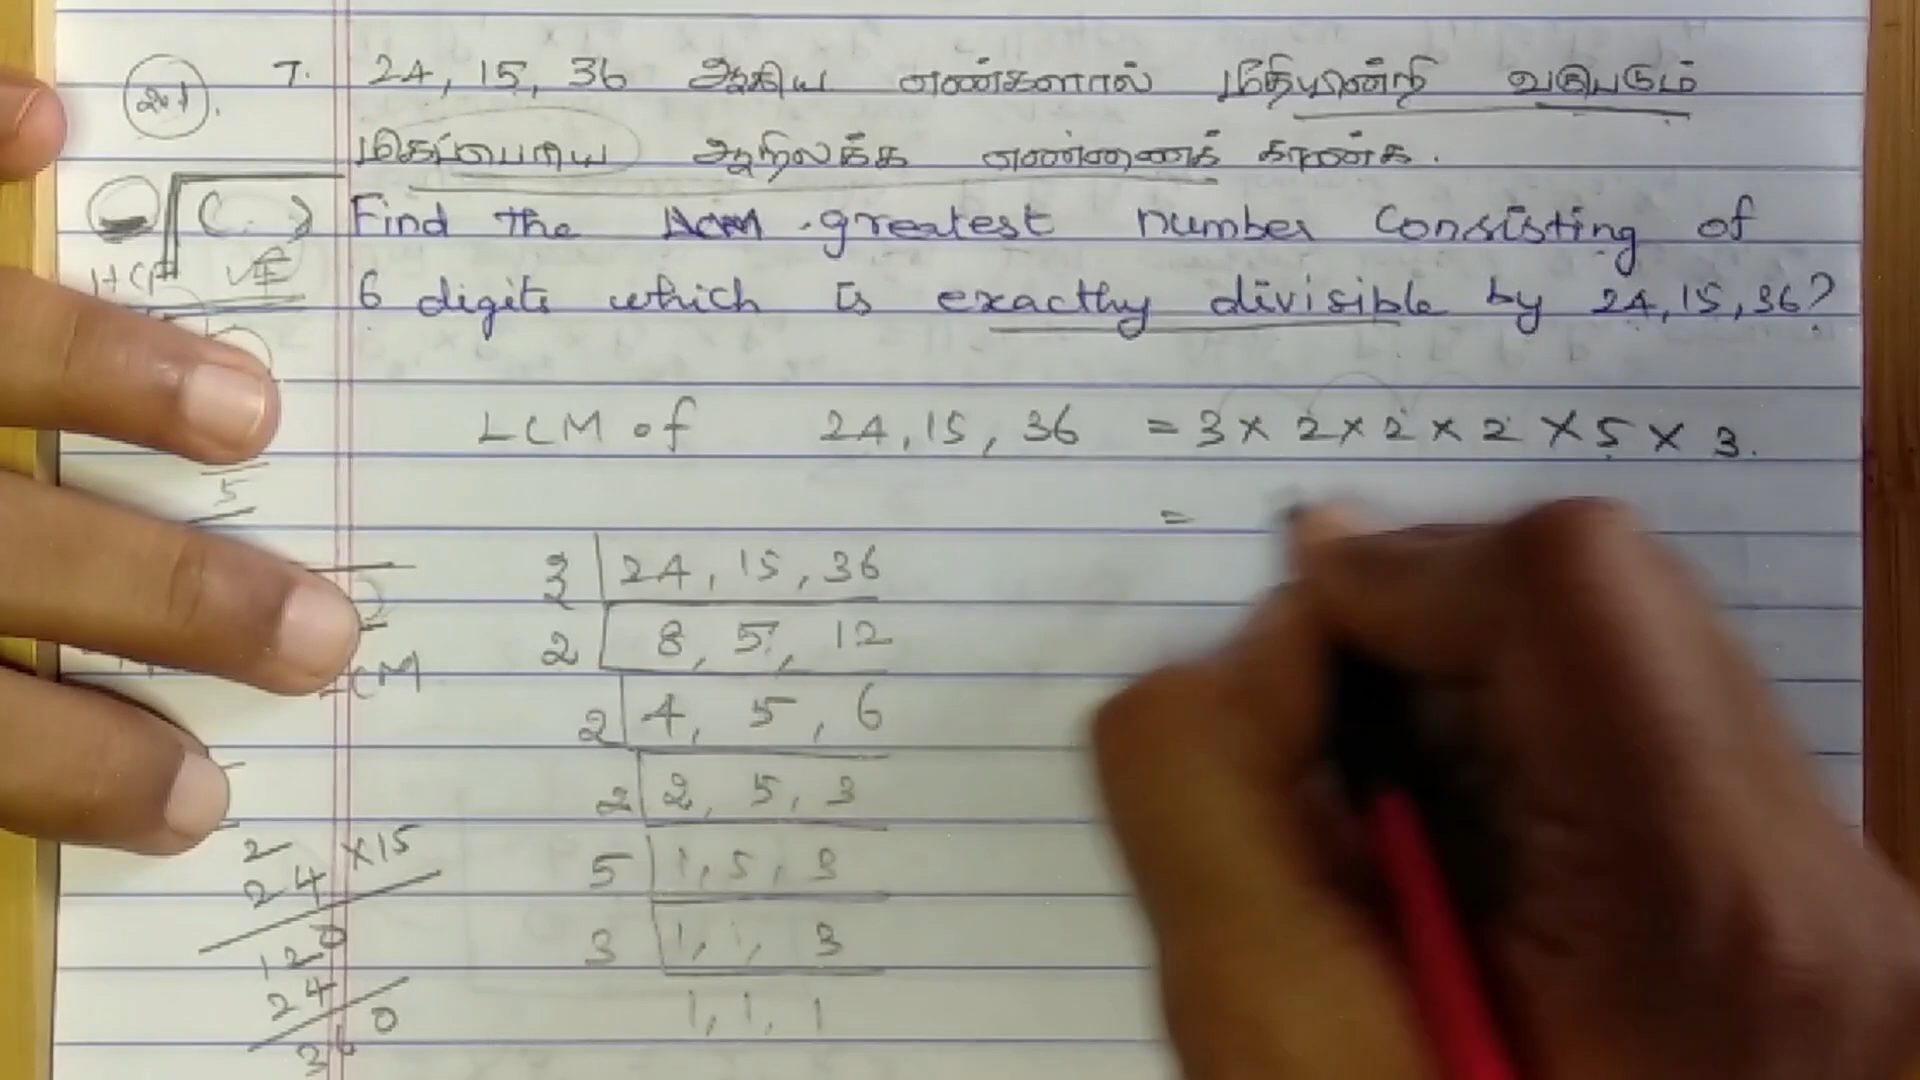 7. 24, 15, 36 ஆகிய எண்களால் மீதியின்றி வகுபடும்
மிகப்பெரிய ஆறிலக்க எண்ணைக் காண்க.
Find the greatest number consisting of
6 digits which is exactly divisible by 24, 15, 36?
HCF
LCM of 24, 15, 36 = 3 × 2 × 2 × 2 × 5 × 3.
=
5
3 24, 15, 36
2 8, 5, 12
2 4, 5, 6
2 2, 5, 3
5 1, 5, 3
3 1, 1, 3
1, 1, 1
2
24 × 15
120
24
360